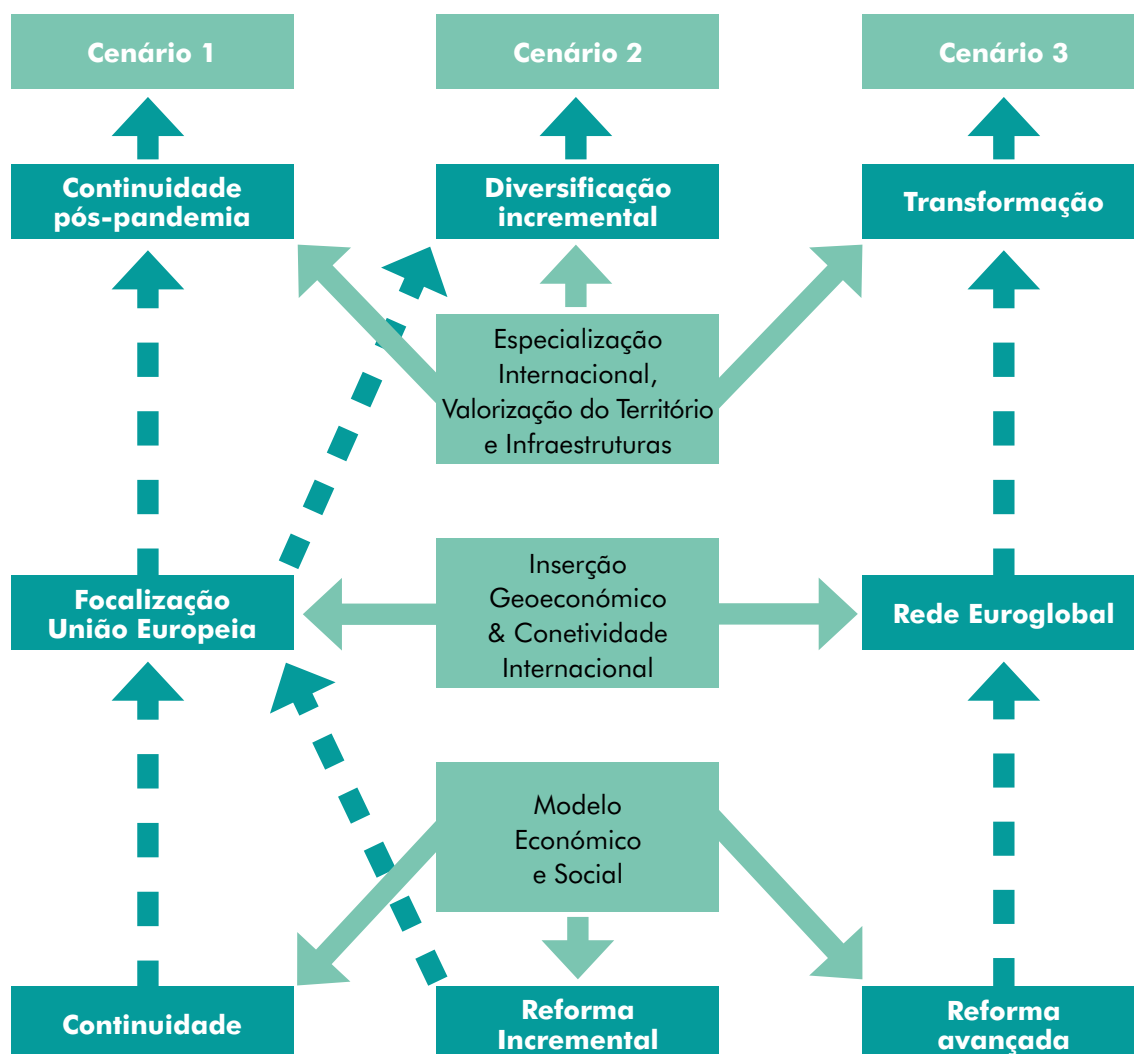 Cenário 1
Cenário 2
Cenário 3
Continuidade
pós-pandemia
Diversificação
incremental
Transformação
Especialização
Internacional,
Valorização do Território
e Infraestruturas
Focalização
União Europeia
Inserção
Geoeconómico
& Conetividade
Internacional
Rede Euroglobal
Modelo
Económico
e Social
Continuidade
Reforma
Incremental
Reforma
avançada